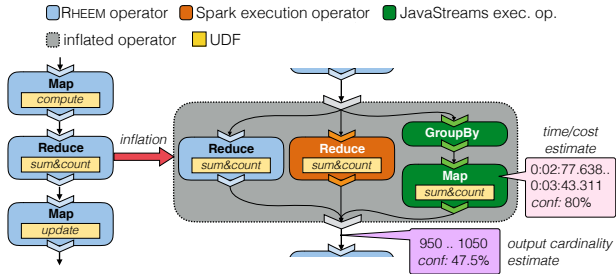 RHEEM operator
Spark execution operator
JavaStreams exec. op.
inflated operator
UDF
Map
compute
Reduce
sum&count
Map
update
inflation
Reduce
sum&count
Reduce
sum&count
GroupBy
Map
sum&count
time/cost
estimate
0:02:77.638..
0:03:43.311
conf: 80%
950 .. 1050
conf: 47.5%
output cardinality
estimate